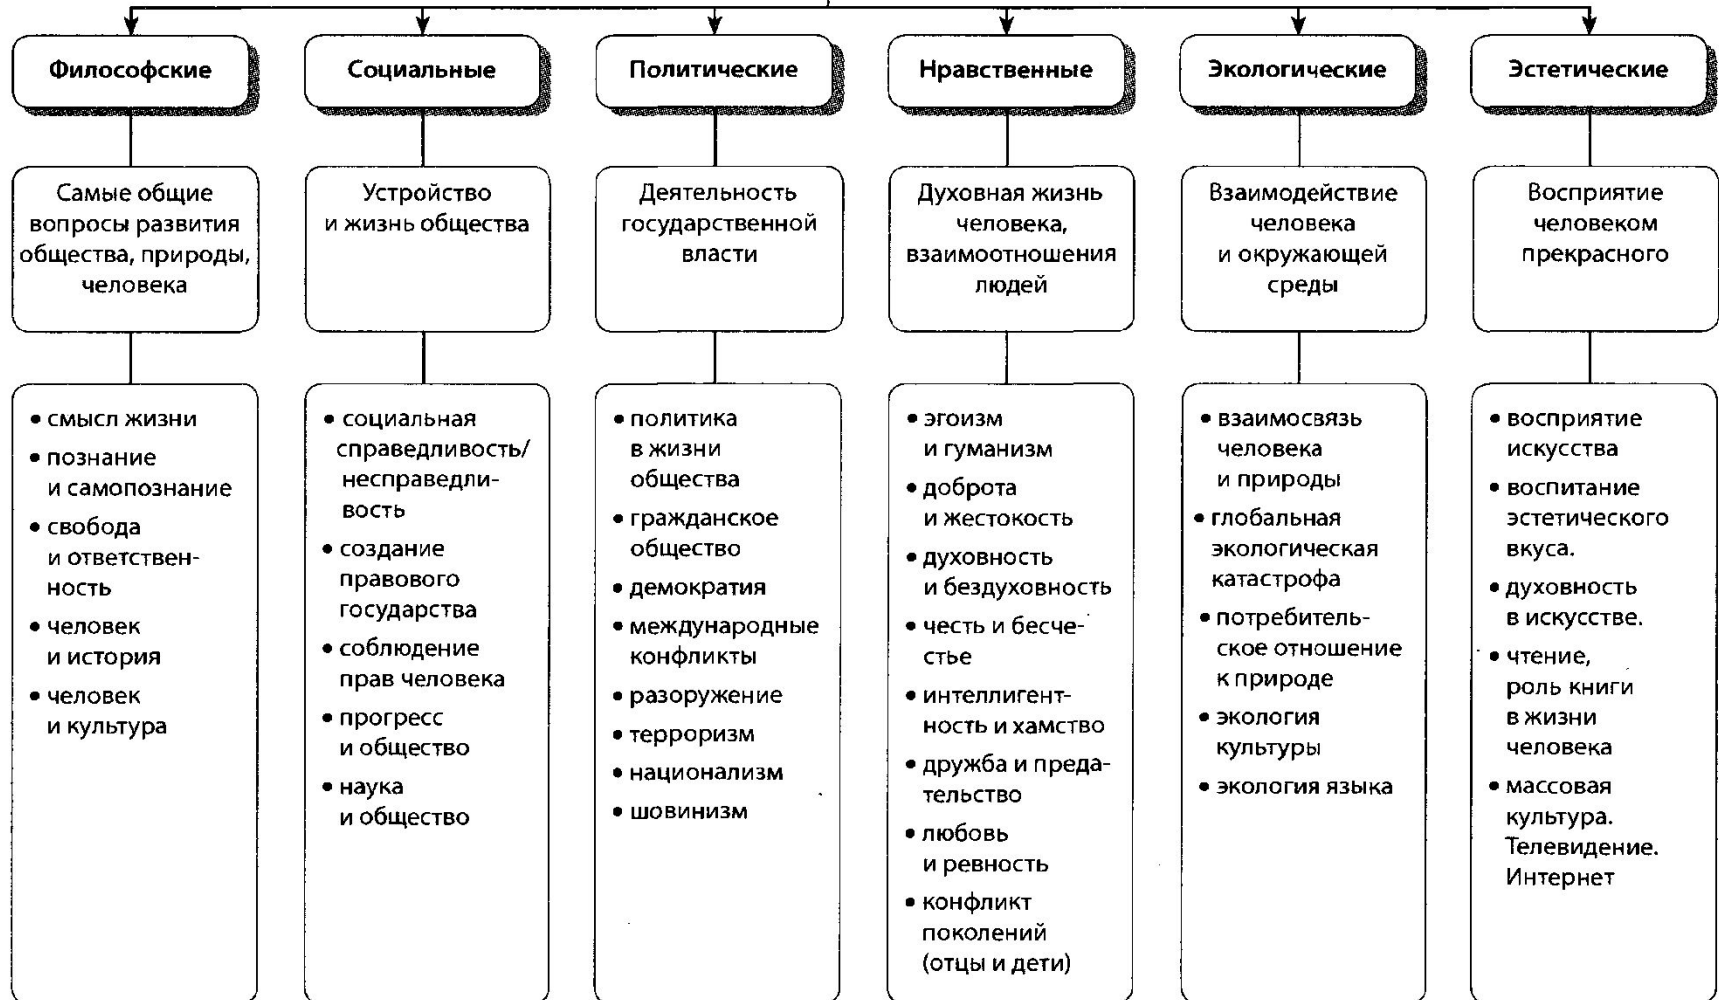 Философские
Социальные
Политические
Нравственные
Экологические
Эстетические
Самые общие
вопросы развития
общества, природы,
человека
Устройство
и жизнь общества
Деятельность
государственной
власти
Духовная жизнь
человека,
взаимоотношения
людей
Взаимодействие
человека
и окружающей
среды
Восприятие
человеком
прекрасного
• смысл жизни
• познание
и самопознание
• свобода
и ответствен-
ность
• человек
и история
• человек
и культура
• социальная
справедливость/
несправедли-
вость
• создание
правового
государства
• соблюдение
прав человека
• прогресс
и общество
• наука
и общество
• политика
в жизни
общества
• гражданское
общество
• демократия
• международные
конфликты
• разоружение
• терроризм
• национализм
• шовинизм
• эгоизм
и гуманизм
• доброта
и жестокость
• духовность
и бездуховность
• честь и бесче-
стье
• интеллигент-
ность и хамство
• дружба и преда-
тельство
• любовь
и ревность
• конфликт
поколений
(отцы и дети)
• взаимосвязь
человека
и природы
• глобальная
экологическая
катастрофа
• потребитель-
ское отношение
к природе
• экология
культуры
• экология языка
• восприятие
искусства
• воспитание
эстетического
вкуса.
• духовность
в искусстве.
• чтение,
роль книги
в жизни
человека
• массовая
культура.
Телевидение.
Интернет